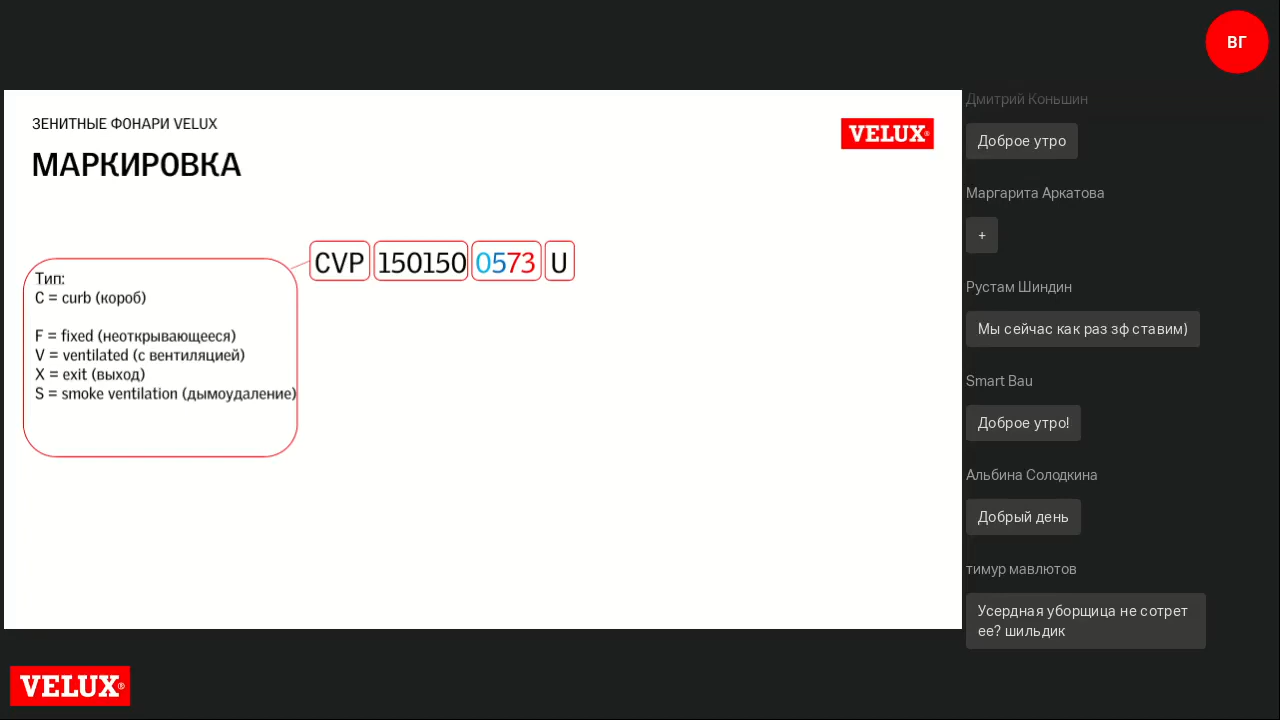 ВГ
ЗЕНИТНЫЕ ФОНАРИ VELUX
МАРКИРОВКА
VELUX®
CVP 150150 0573 U
Тип:
C = curb (короб)
F = fixed (неоткрывающееся)
V = ventilated (с вентиляцией)
X = exit (выход)
S = smoke ventilation (дымоудаление)
Дмитрий Коньшин
Доброе утро
Маргарита Аркатова
+
Рустам Шиндин
Мы сейчас как раз зф ставим)
Smart Bau
Доброе утро!
Альбина Солодкина
Добрый день
тимур мавлютов
Усердная уборщица не сотрет
ее? шильдик
VELUX®